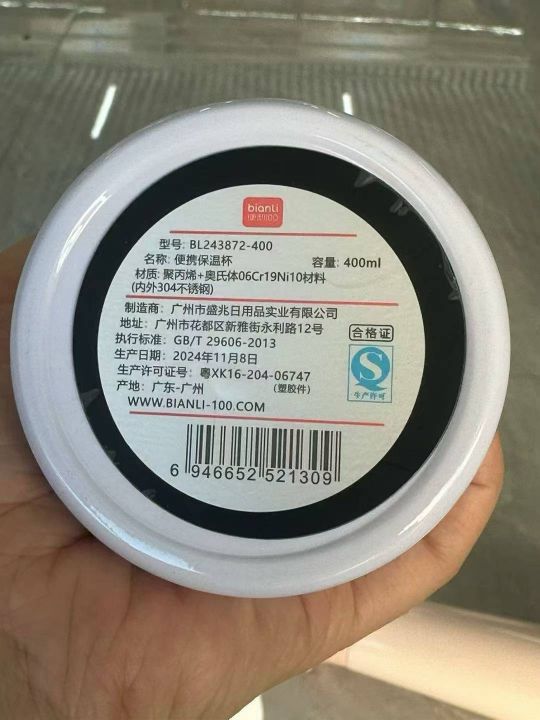 bianli
便利100
型号: BL243872-400
名称: 便携保温杯 容量: 400ml
材质: 聚丙烯+奥氏体06Cr19Ni10材料
(内外304不锈钢)
制造商: 广州市盛兆日用品实业有限公司
地址: 广州市花都区新雅街永利路12号
执行标准: GB/T 29606-2013
合格证
生产日期: 2024年11月8日
生产许可证号: 粤XK16-204-06747
(塑胶件)
产地: 广东-广州
生产许可
WWW.BIANLI-100.COM
6 946652 521309